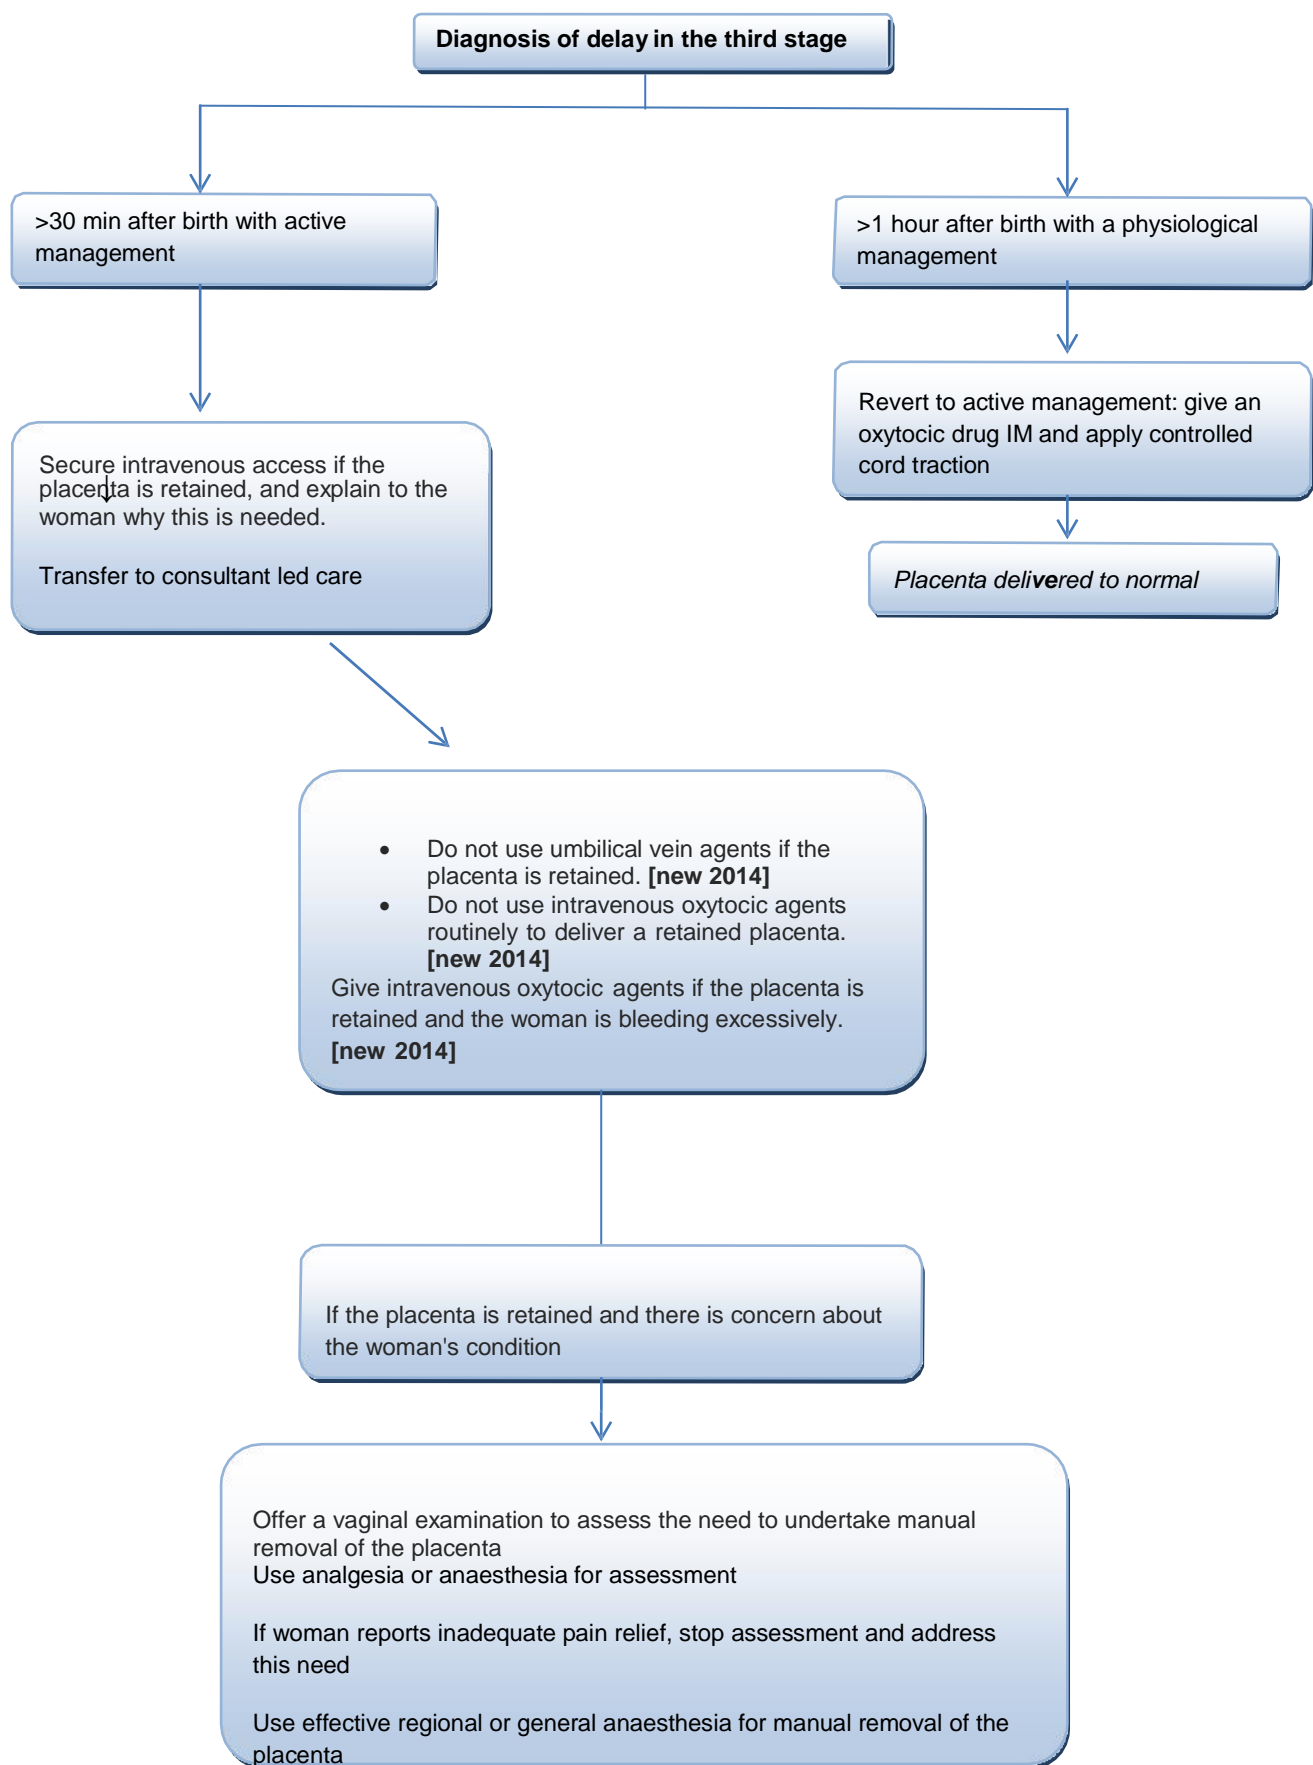 Diagnosis of delay in the third stage
>30 min after birth with active
management
>1 hour after birth with a physiological
management
Secure intravenous access if the
placenta is retained, and explain to the
woman why this is needed.
Transfer to consultant led care
Revert to active management: give an
oxytocic drug IM and apply controlled
cord traction
Placenta delivered to normal
• Do not use umbilical vein agents if the
placenta is retained. [new 2014]
• Do not use intravenous oxytocic agents
routinely to deliver a retained placenta.
[new 2014]
Give intravenous oxytocic agents if the placenta is
retained and the woman is bleeding excessively.
[new 2014]
If the placenta is retained and there is concern about
the woman's condition
Offer a vaginal examination to assess the need to undertake manual
removal of the placenta
Use analgesia or anaesthesia for assessment
If woman reports inadequate pain relief, stop assessment and address
this need
Use effective regional or general anaesthesia for manual removal of the
placenta